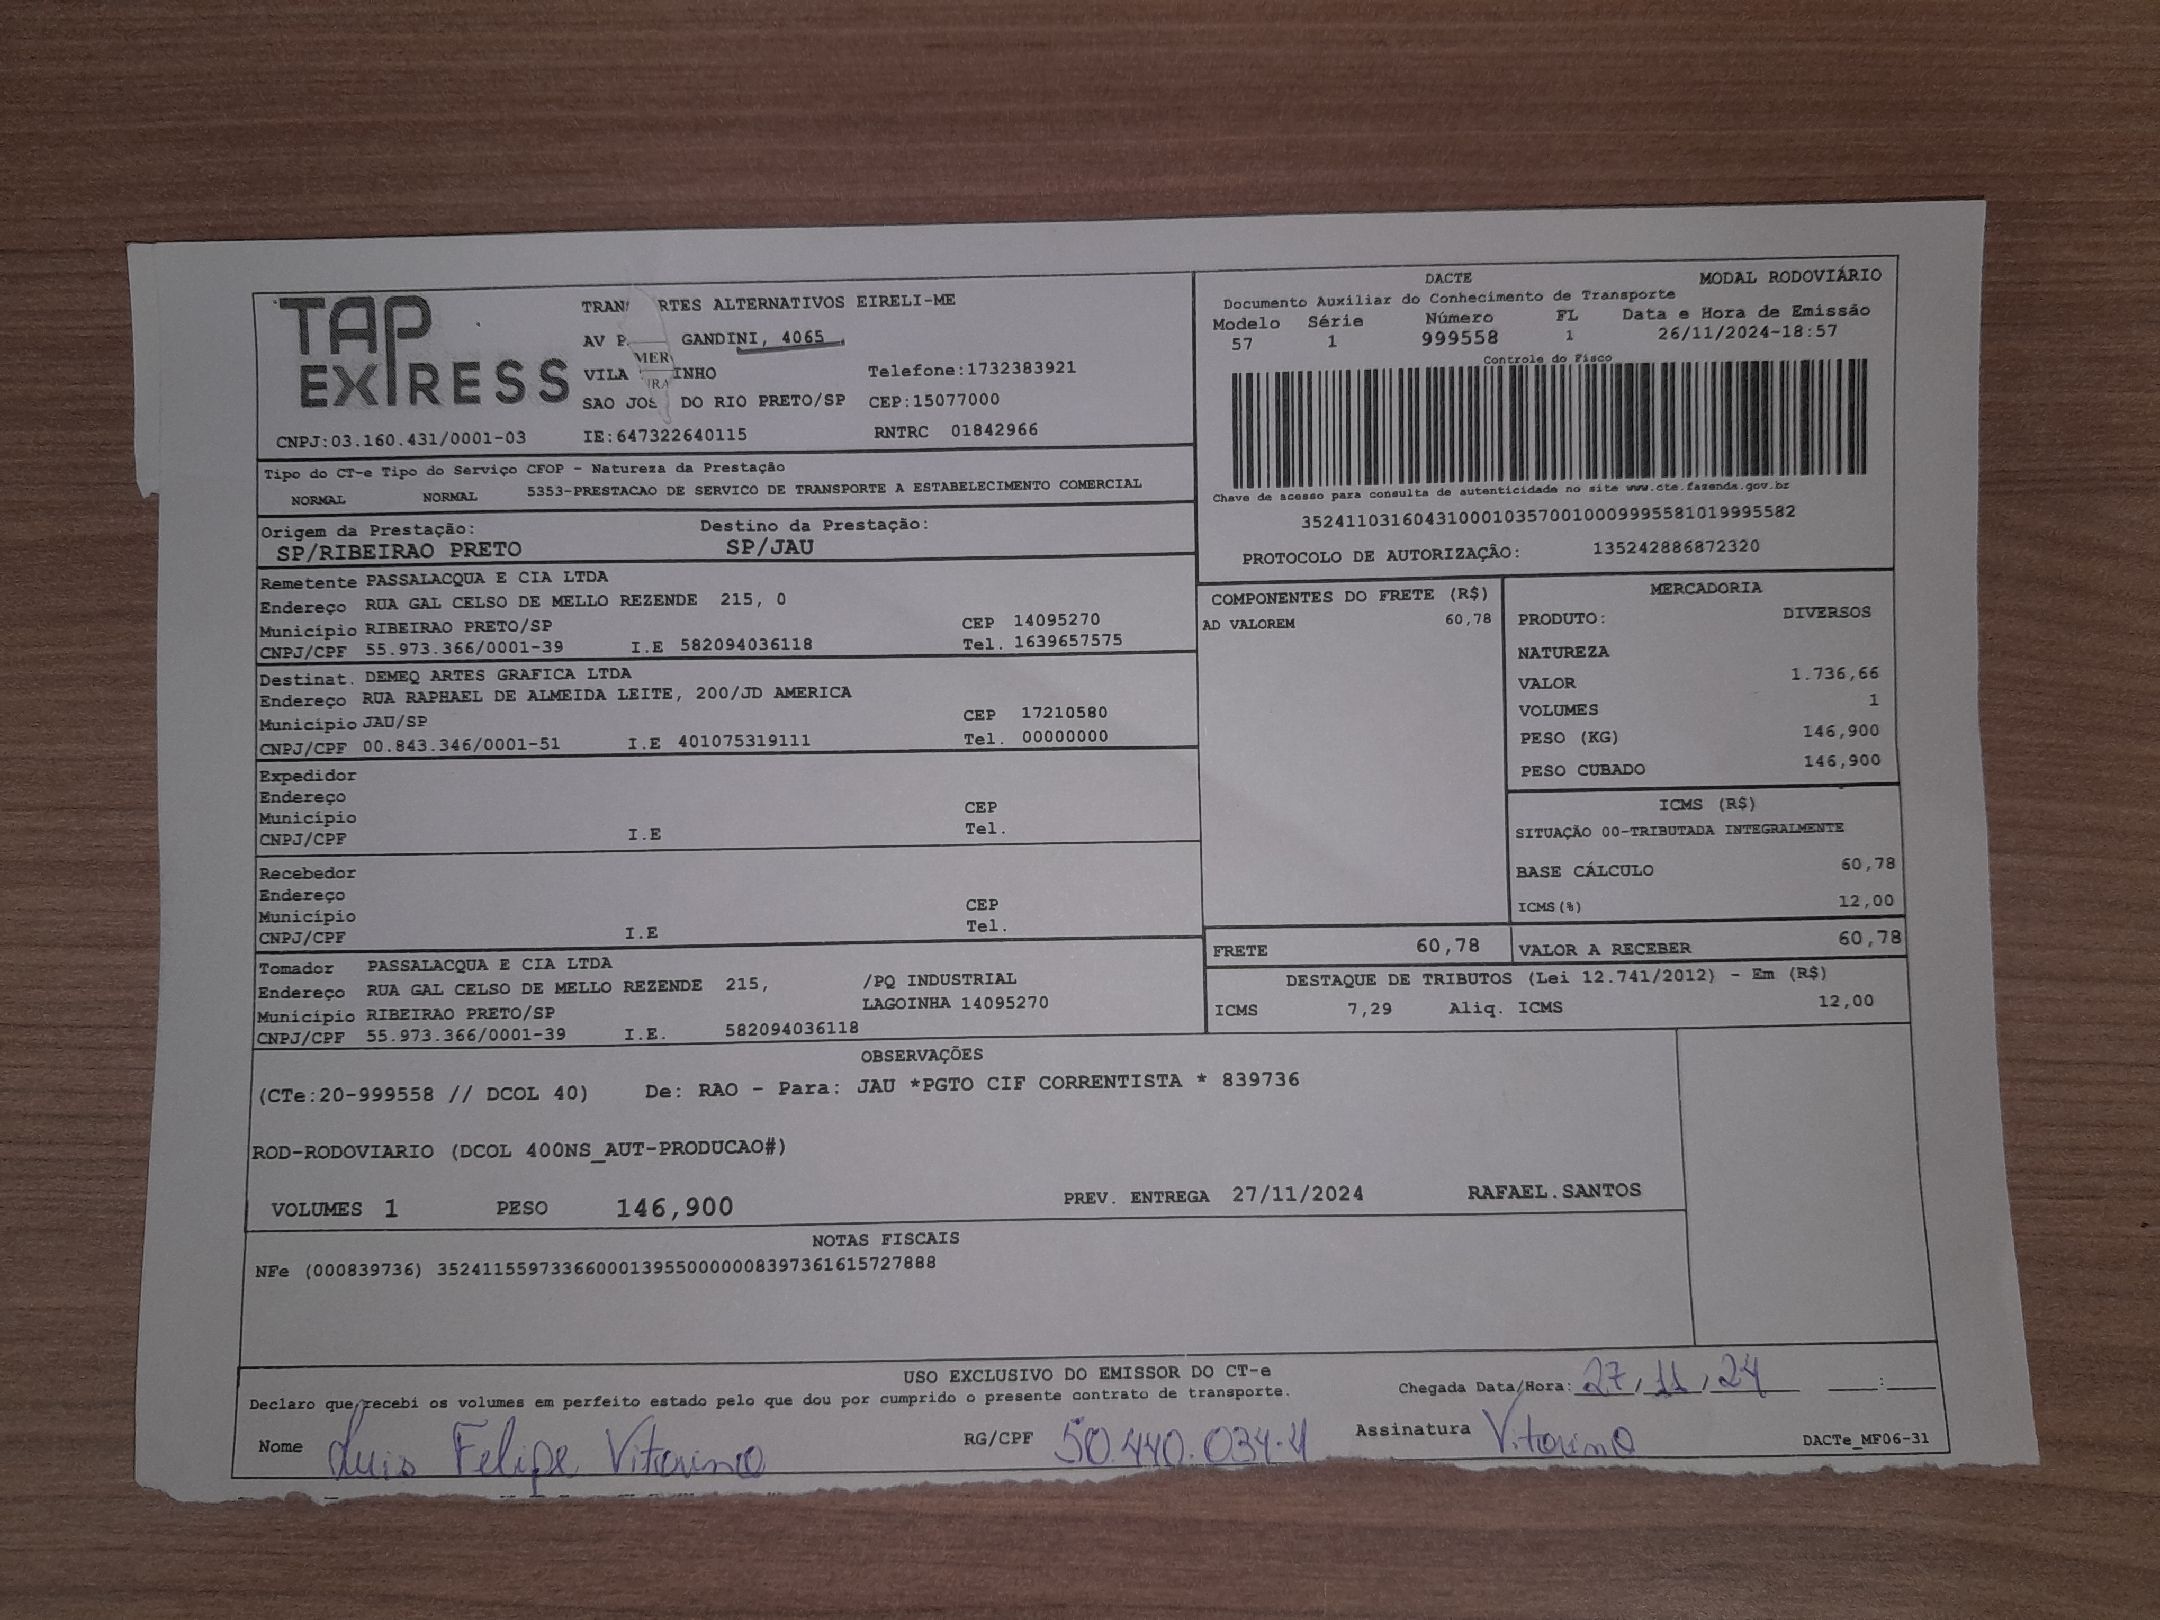 TAP
EXPRESS
TRAN RTES ALTERNATIVOS EIRELI-ME
AV P GANDINI, 4065
MER
VILA INHO Telefone:1732383921
SAO JOS DO RIO PRETO/SP CEP:15077000
CNPJ:03.160.431/0001-03 IE:647322640115 RNTRC 01842966
DACTE MODAL RODOVIÁRIO
Documento Auxiliar do Conhecimento de Transporte
Modelo Série Número FL Data e Hora de Emissão
57 1 999558 1 26/11/2024-18:57
Controle do Fisco
Chave de acesso para consulta de autenticidade no site www.cte.fazenda.gov.br
35241103160431000103570010009995581019995582
PROTOCOLO DE AUTORIZAÇÃO: 135242886872320
Tipo do CT-e Tipo do Serviço CFOP - Natureza da Prestação
NORMAL NORMAL 5353-PRESTACAO DE SERVICO DE TRANSPORTE A ESTABELECIMENTO COMERCIAL
Origem da Prestação: Destino da Prestação:
SP/RIBEIRAO PRETO SP/JAU
Remetente PASSALACQUA E CIA LTDA
Endereço RUA GAL CELSO DE MELLO REZENDE 215, 0
Município RIBEIRAO PRETO/SP CEP 14095270
CNPJ/CPF 55.973.366/0001-39 I.E 582094036118 Tel. 1639657575
Destinat. DEMEQ ARTES GRAFICA LTDA
Endereço RUA RAPHAEL DE ALMEIDA LEITE, 200/JD AMERICA
Município JAU/SP CEP 17210580
CNPJ/CPF 00.843.346/0001-51 I.E 401075319111 Tel. 00000000
Expedidor
Endereço
Município CEP
CNPJ/CPF I.E Tel.
Recebedor
Endereço
Município CEP
CNPJ/CPF I.E Tel.
Tomador PASSALACQUA E CIA LTDA
Endereço RUA GAL CELSO DE MELLO REZENDE 215, /PQ INDUSTRIAL
LAGOINHA 14095270
Município RIBEIRAO PRETO/SP
CNPJ/CPF 55.973.366/0001-39 I.E. 582094036118
COMPONENTES DO FRETE (R$)
AD VALOREM 60,78
MERCADORIA
PRODUTO: DIVERSOS
NATUREZA
VALOR 1.736,66
VOLUMES 1
PESO (KG) 146,900
PESO CUBADO 146,900
ICMS (R$)
SITUAÇÃO 00-TRIBUTADA INTEGRALMENTE
BASE CÁLCULO 60,78
ICMS(%) 12,00
FRETE 60,78 VALOR A RECEBER 60,78
DESTAQUE DE TRIBUTOS (Lei 12.741/2012) - Em (R$)
ICMS 7,29 Aliq. ICMS 12,00
OBSERVAÇÕES
(CTe:20-999558 // DCOL 40) De: RAO - Para: JAU *PGTO CIF CORRENTISTA * 839736
ROD-RODOVIARIO (DCOL 400NS_AUT-PRODUCAO#)
VOLUMES 1 PESO 146,900 PREV. ENTREGA 27/11/2024 RAFAEL.SANTOS
NOTAS FISCAIS
NFe (000839736) 35241155973366000139550000008397361615727888
USO EXCLUSIVO DO EMISSOR DO CT-e
Declaro que recebi os volumes em perfeito estado pelo que dou por cumprido o presente contrato de transporte. Chegada Data/Hora: 27/11/24 __:__
Nome Luis Felipe Vitorino RG/CPF 50.440.034-4 Assinatura Vitorino DACTe_MF06-31